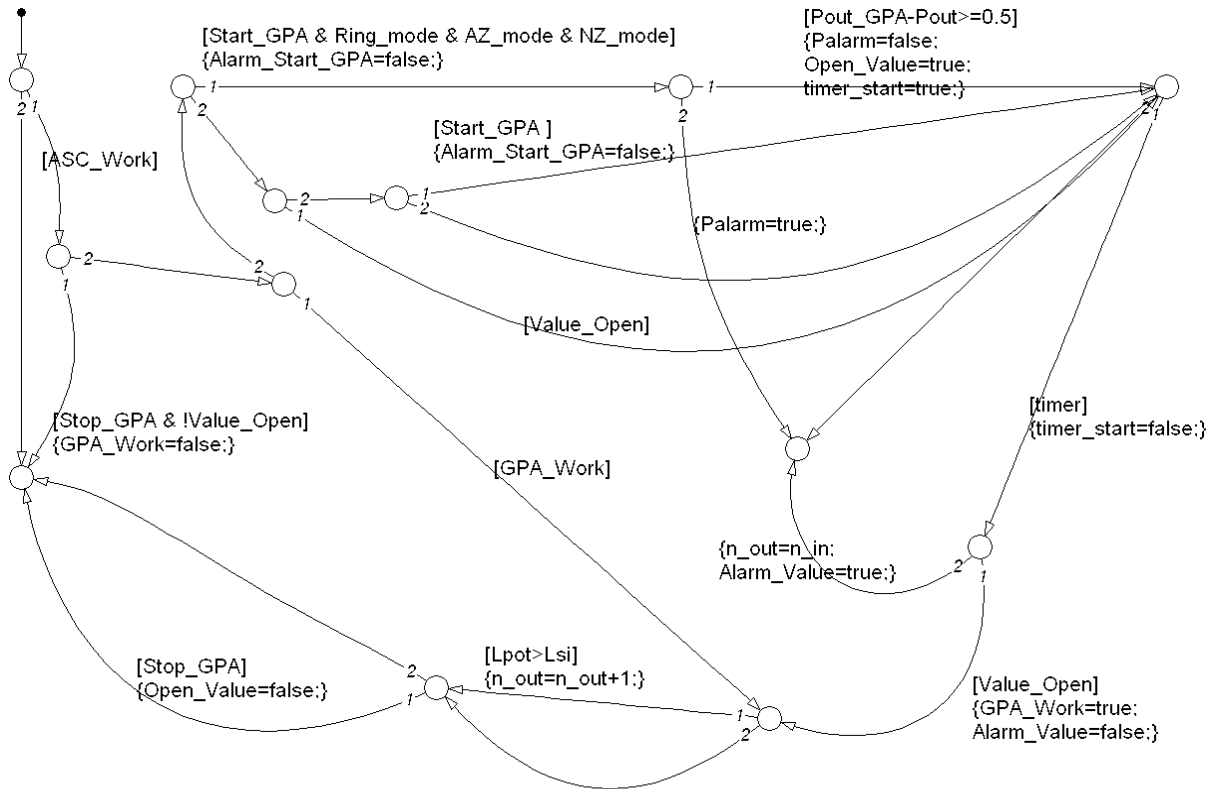 [Start_GPA & Ring_mode & AZ_mode & NZ_mode]
{Alarm_Start_GPA=false;}
[Pout_GPA-Pout>=0.5]
{Palarm=false;
Open_Value=true;
timer_start=true;}
1
1
2
2
2
1
2
1
[Start_GPA ]
{Alarm_Start_GPA=false;}
[ASC_Work]
2
1
1
2
1
{Palarm=true;}
2
1
2
1
[Value_Open]
[Stop_GPA & !Value_Open]
{GPA_Work=false;}
[timer]
{timer_start=false;}
[GPA_Work]
{n_out=n_in;
Alarm_Value=true;}
2
1
[Stop_GPA]
{Open_Value=false;}
[Lpot>Lsi]
{n_out=n_out+1;}
2
1
1
2
[Value_Open]
{GPA_Work=true;
Alarm_Value=false;}